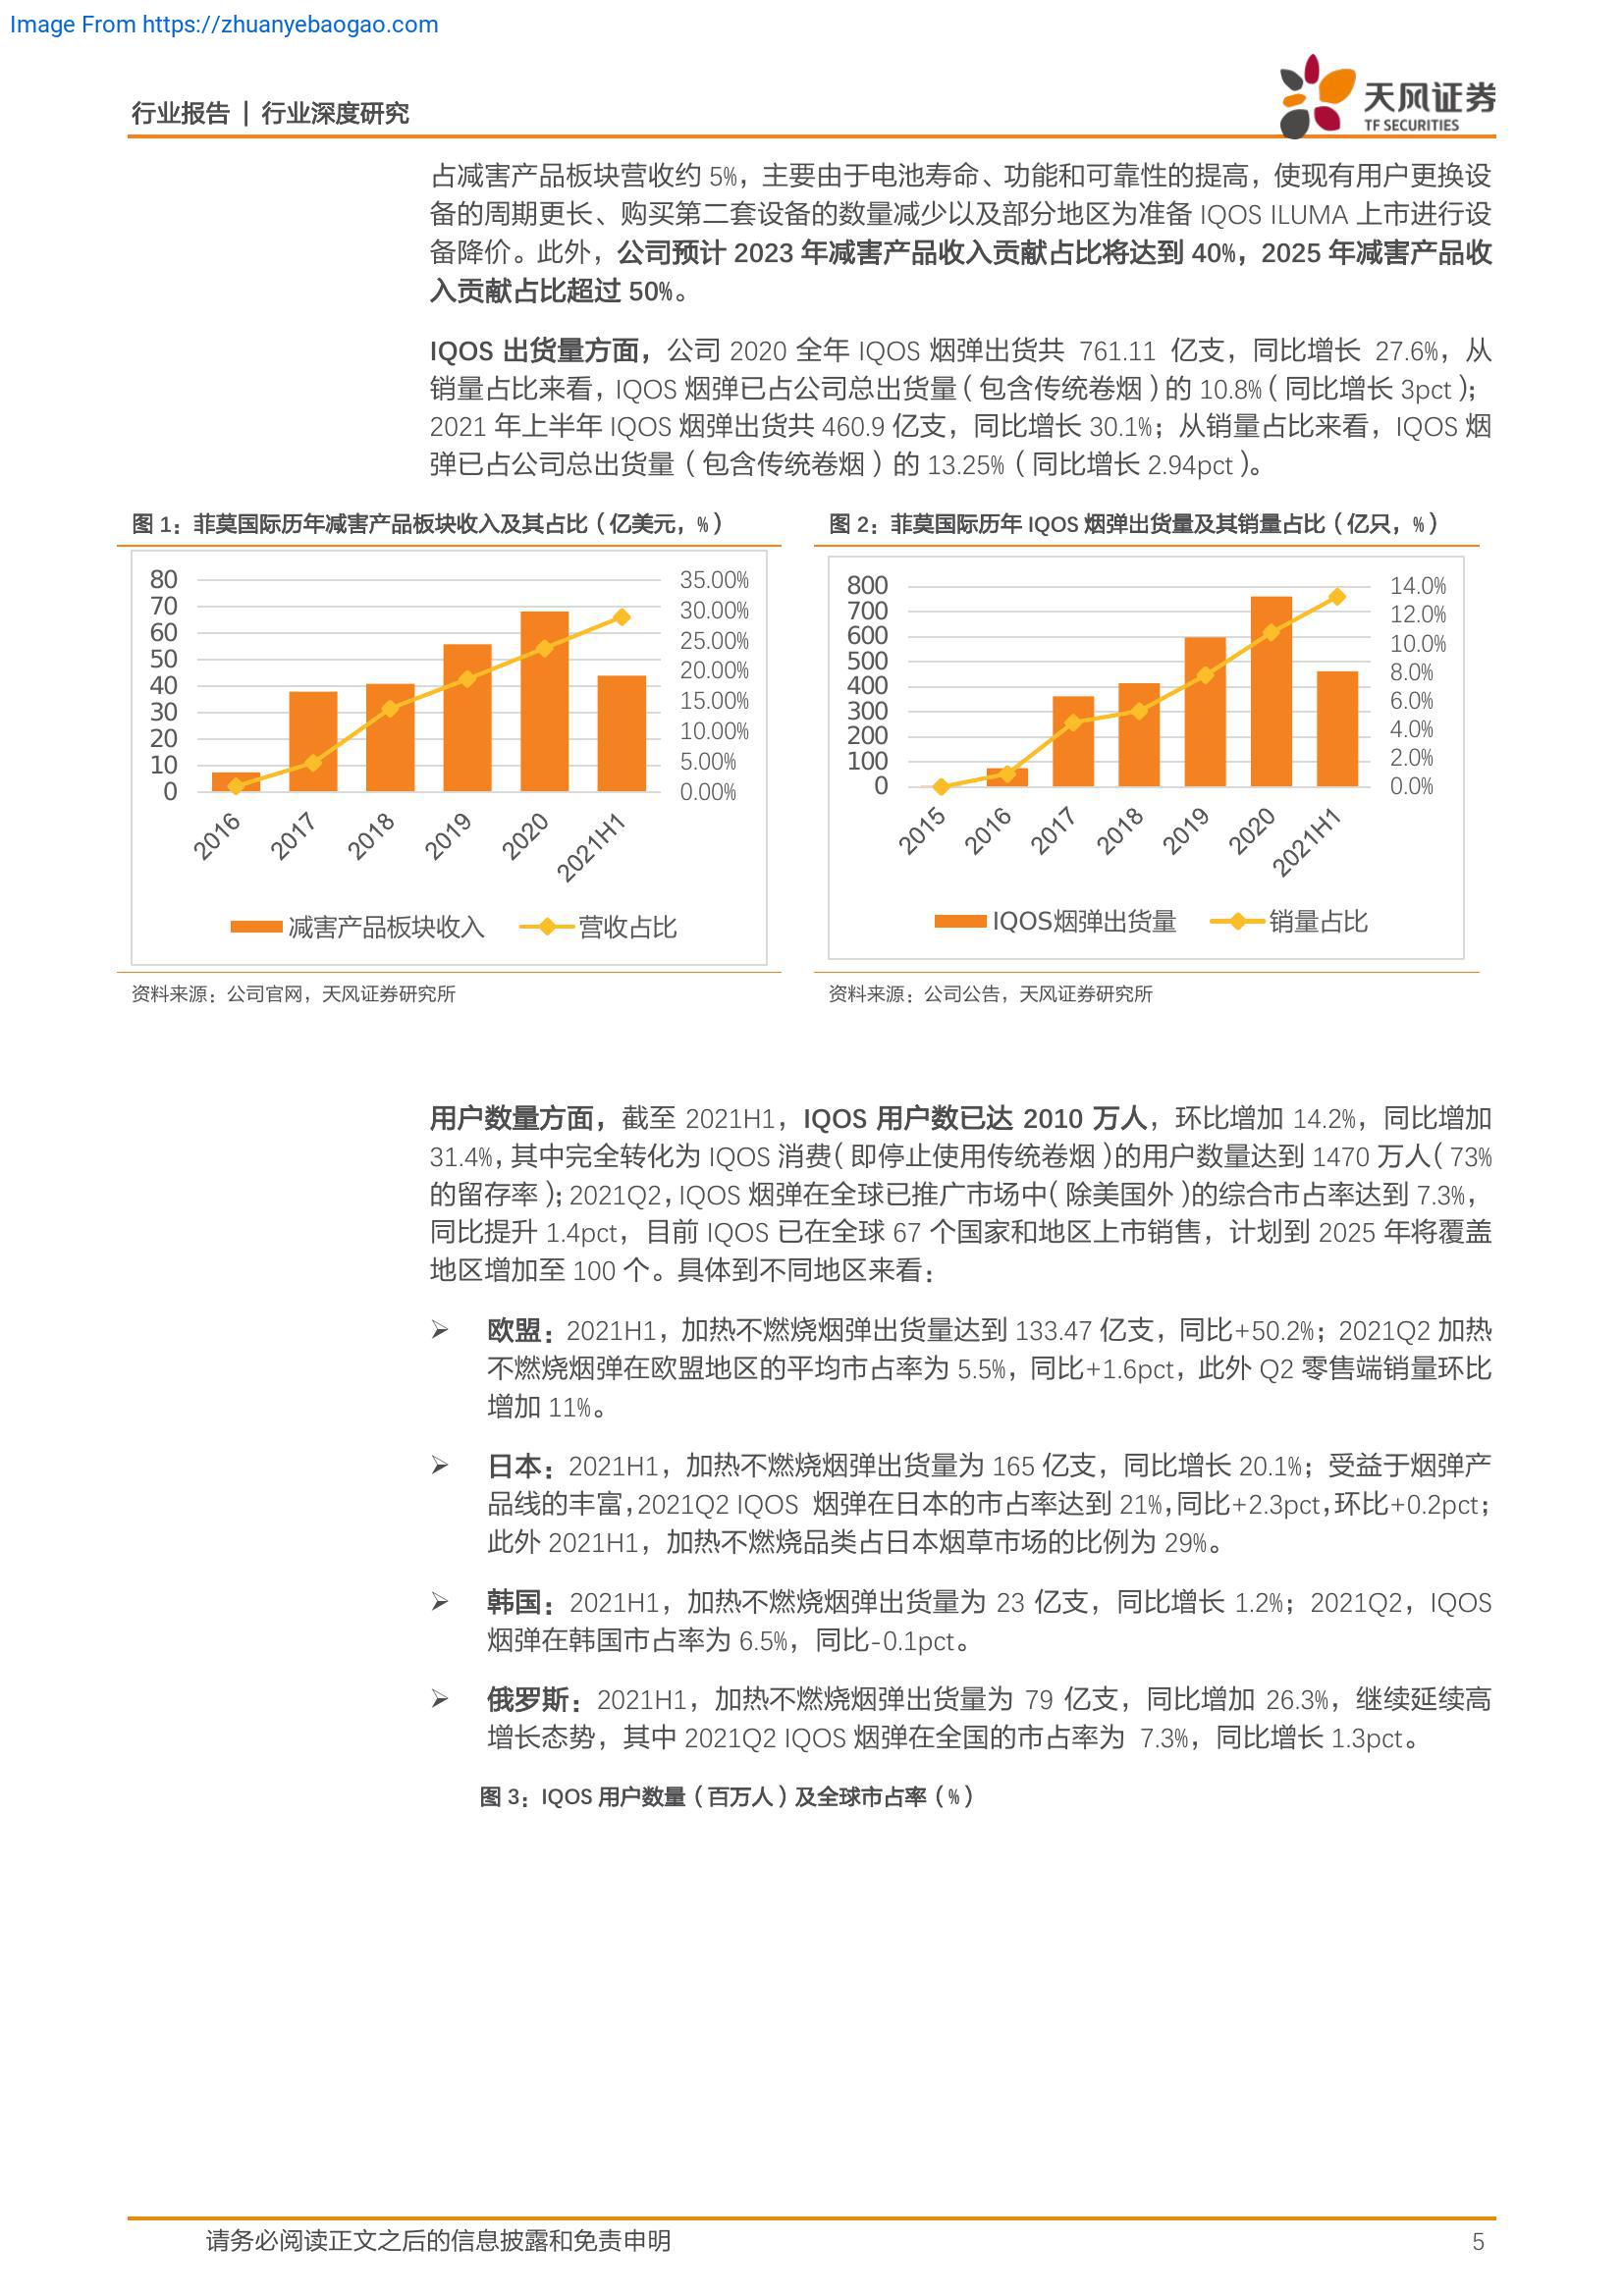 Image From https://zhuanyebaogao.com
行业报告 | 行业深度研究
天风证券
TF SECURITIES
占减害产品板块营收约 5%，主要由于电池寿命、功能和可靠性的提高，使现有用户更换设
备的周期更长、购买第二套设备的数量减少以及部分地区为准备 IQOS ILUMA 上市进行设
备降价。此外，公司预计 2023 年减害产品收入贡献占比将达到 40%，2025 年减害产品收
入贡献占比超过 50%。
IQOS 出货量方面，公司 2020 全年 IQOS 烟弹出货共 761.11 亿支，同比增长 27.6%，从
销量占比来看，IQOS 烟弹已占公司总出货量（包含传统卷烟）的 10.8%（同比增长 3pct）；
2021 年上半年 IQOS 烟弹出货共 460.9 亿支，同比增长 30.1%；从销量占比来看，IQOS 烟
弹已占公司总出货量（包含传统卷烟）的 13.25%（同比增长 2.94pct）。
图 1：菲莫国际历年减害产品板块收入及其占比（亿美元，%）
80
70
60
50
40
30
20
10
0
35.00%
30.00%
25.00%
20.00%
15.00%
10.00%
5.00%
0.00%
2016
2017
2018
2019
2020
2021H1
减害产品板块收入
营收占比
资料来源：公司官网，天风证券研究所
图 2：菲莫国际历年 IQOS 烟弹出货量及其销量占比（亿只，%）
800
700
600
500
400
300
200
100
0
14.0%
12.0%
10.0%
8.0%
6.0%
4.0%
2.0%
0.0%
2015
2016
2017
2018
2019
2020
2021H1
IQOS烟弹出货量
销量占比
资料来源：公司公告，天风证券研究所
用户数量方面，截至 2021H1，IQOS 用户数已达 2010 万人，环比增加 14.2%，同比增加
31.4%，其中完全转化为 IQOS 消费（即停止使用传统卷烟）的用户数量达到 1470 万人（73%
的留存率）；2021Q2，IQOS 烟弹在全球已推广市场中（除美国外）的综合市占率达到 7.3%，
同比提升 1.4pct，目前 IQOS 已在全球 67 个国家和地区上市销售，计划到 2025 年将覆盖
地区增加至 100 个。具体到不同地区来看：
➢ 欧盟：2021H1，加热不燃烧烟弹出货量达到 133.47 亿支，同比+50.2%；2021Q2 加热
不燃烧烟弹在欧盟地区的平均市占率为 5.5%，同比+1.6pct，此外 Q2 零售端销量环比
增加 11%。
➢ 日本：2021H1，加热不燃烧烟弹出货量为 165 亿支，同比增长 20.1%；受益于烟弹产
品线的丰富，2021Q2 IQOS 烟弹在日本的市占率达到 21%，同比+2.3pct，环比+0.2pct；
此外 2021H1，加热不燃烧品类占日本烟草市场的比例为 29%。
➢ 韩国：2021H1，加热不燃烧烟弹出货量为 23 亿支，同比增长 1.2%；2021Q2，IQOS
烟弹在韩国市占率为 6.5%，同比-0.1pct。
➢ 俄罗斯：2021H1，加热不燃烧烟弹出货量为 79 亿支，同比增加 26.3%，继续延续高
增长态势，其中 2021Q2 IQOS 烟弹在全国的市占率为 7.3%，同比增长 1.3pct。
图 3：IQOS 用户数量（百万人）及全球市占率（%）
请务必阅读正文之后的信息披露和免责申明
5